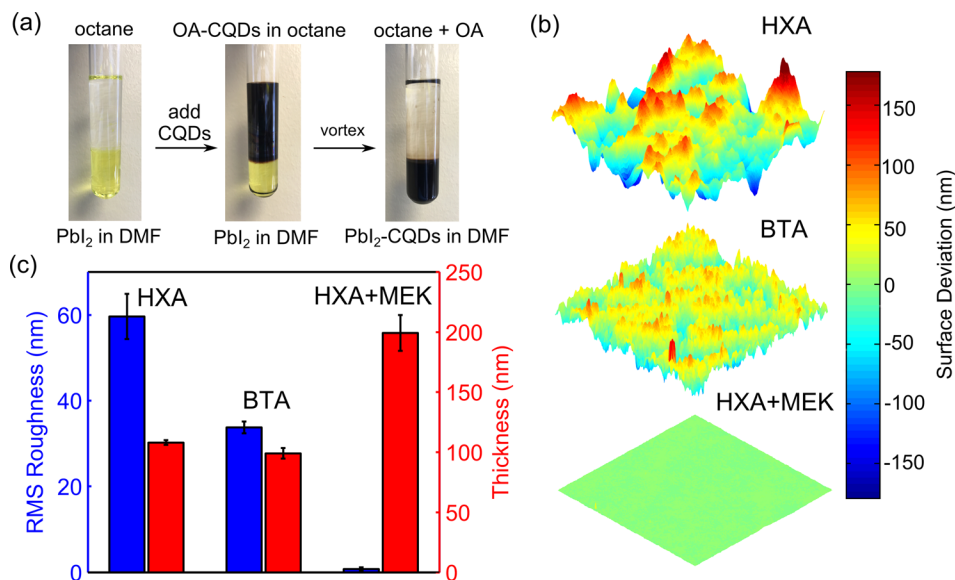 (a)
octane
OA-CQDs in octane
octane + OA
add
CQDs
vortex
PbI₂ in DMF
PbI₂ in DMF
PbI₂-CQDs in DMF
(b)
HXA
BTA
HXA+MEK
150
100
50
0
-50
-100
-150
Surface Deviation (nm)
(c)
HXA
BTA
HXA+MEK
60
40
20
0
RMS Roughness (nm)
250
200
150
100
50
0
Thickness (nm)